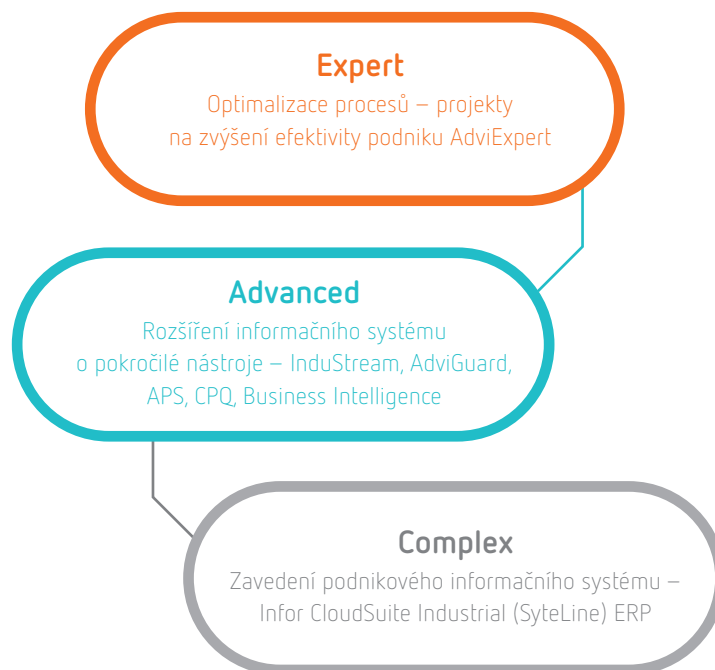 Expert
Optimalizace procesů – projekty
na zvýšení efektivity podniku AdviExpert
Advanced
Rozšíření informačního systému
o pokročilé nástroje – InduStream, AdviGuard,
APS, CPQ, Business Intelligence
Complex
Zavedení podnikového informačního systému –
Infor CloudSuite Industrial (SyteLine) ERP